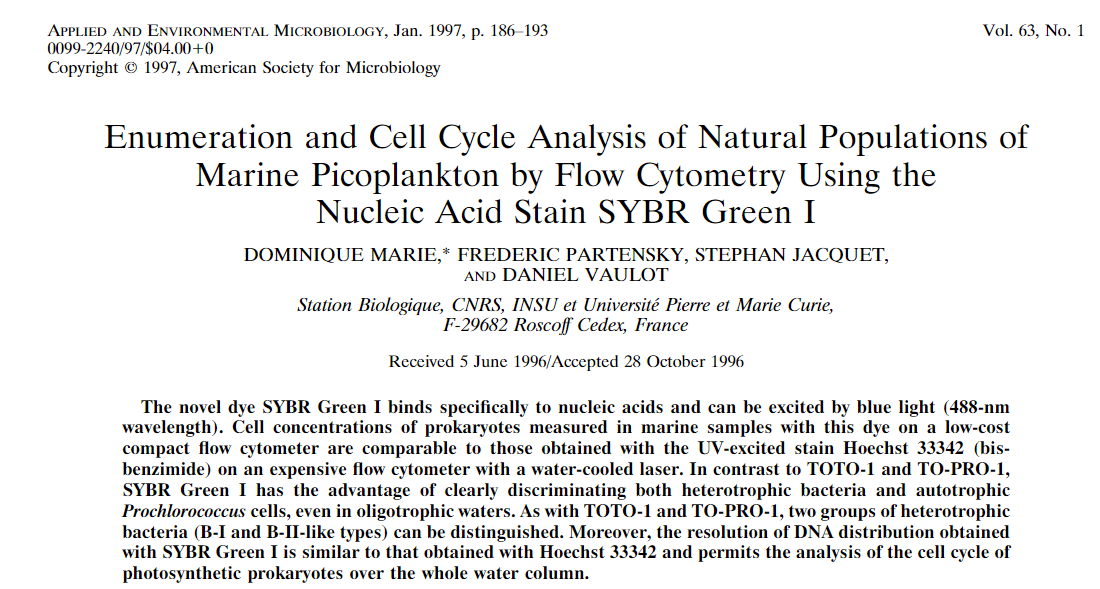 APPLIED AND ENVIRONMENTAL MICROBIOLOGY, Jan. 1997, p. 186–193
Vol. 63, No. 1
0099-2240/97/$04.00+0
Copyright © 1997, American Society for Microbiology
Enumeration and Cell Cycle Analysis of Natural Populations of
Marine Picoplankton by Flow Cytometry Using the
Nucleic Acid Stain SYBR Green I
DOMINIQUE MARIE,* FREDERIC PARTENSKY, STEPHAN JACQUET,
AND DANIEL VAULOT
Station Biologique, CNRS, INSU et Université Pierre et Marie Curie,
F-29682 Roscoff Cedex, France
Received 5 June 1996/Accepted 28 October 1996
The novel dye SYBR Green I binds specifically to nucleic acids and can be excited by blue light (488-nm
wavelength). Cell concentrations of prokaryotes measured in marine samples with this dye on a low-cost
compact flow cytometer are comparable to those obtained with the UV-excited stain Hoechst 33342 (bis-
benzimide) on an expensive flow cytometer with a water-cooled laser. In contrast to TOTO-1 and TO-PRO-1,
SYBR Green I has the advantage of clearly discriminating both heterotrophic bacteria and autotrophic
Prochlorococcus cells, even in oligotrophic waters. As with TOTO-1 and TO-PRO-1, two groups of heterotrophic
bacteria (B-I and B-II-like types) can be distinguished. Moreover, the resolution of DNA distribution obtained
with SYBR Green I is similar to that obtained with Hoechst 33342 and permits the analysis of the cell cycle of
photosynthetic prokaryotes over the whole water column.